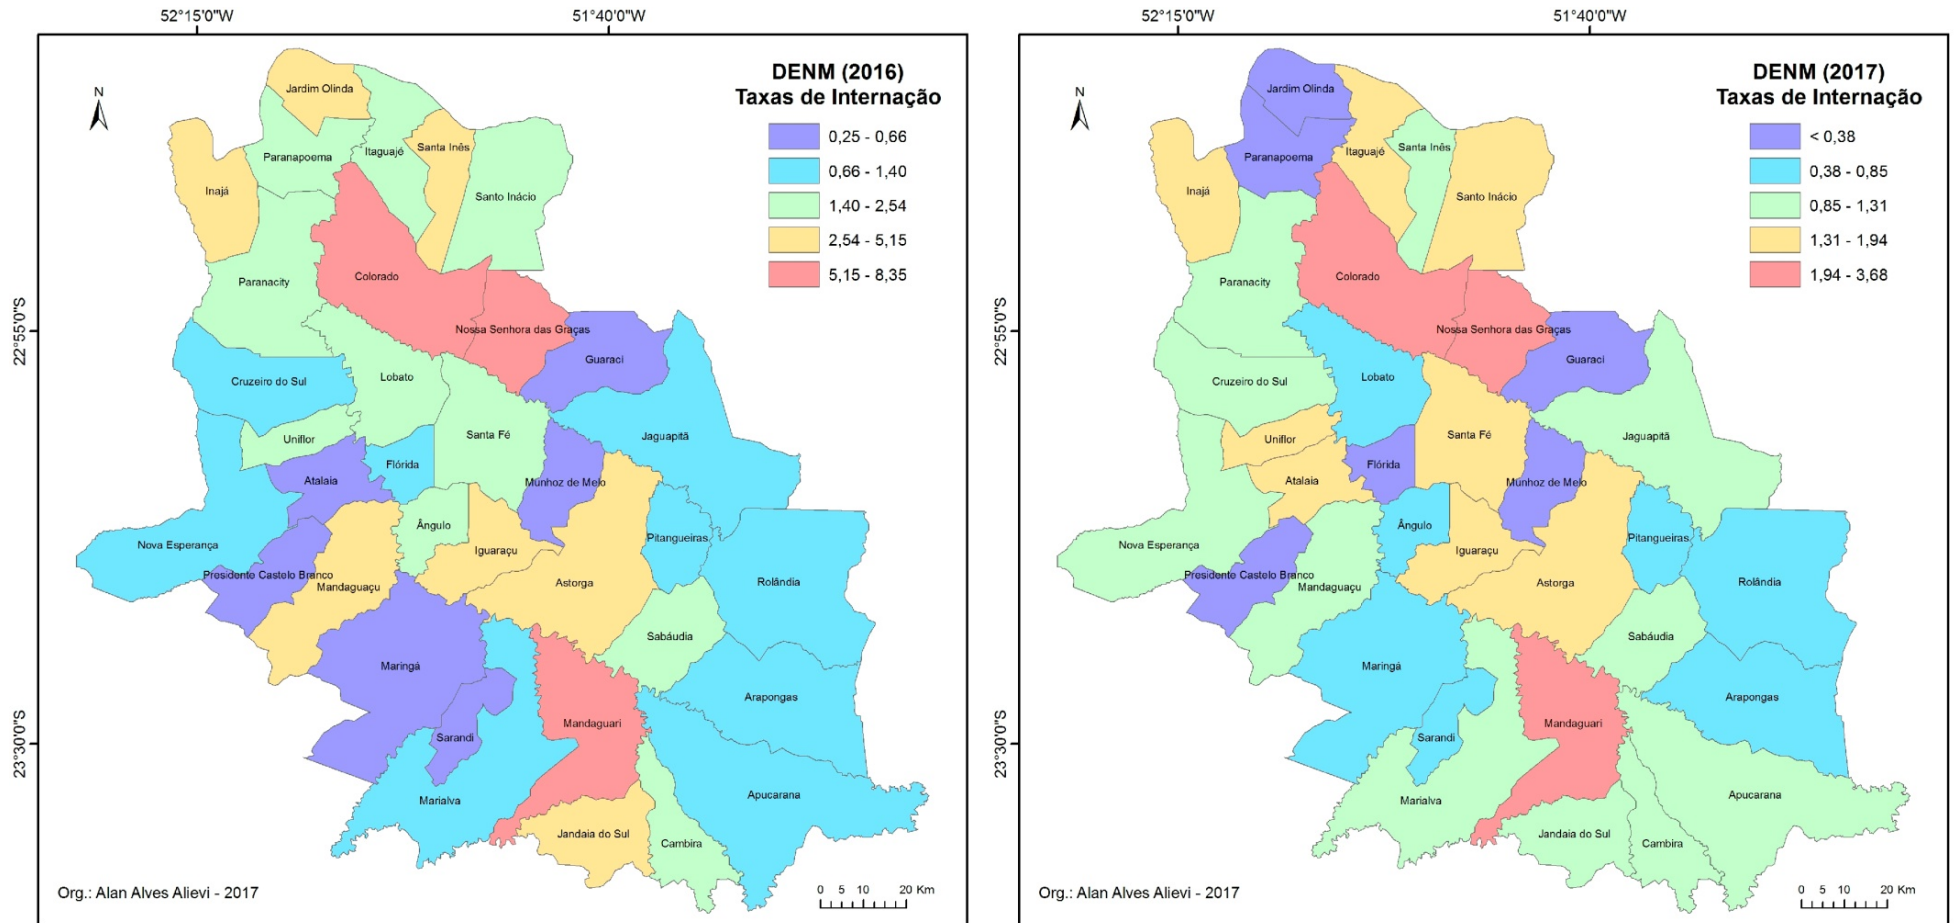 52°15'0"W
51°40'0"W
DENM (2016)
Taxas de Internação
0,25 - 0,66
0,66 - 1,40
1,40 - 2,54
2,54 - 5,15
5,15 - 8,35
N
Jardim Olinda
Santa Inês
Itaguajé
Paranapoema
Inajá
Santo Inácio
Colorado
Paranacity
Nossa Senhora das Graças
22°55'0"S
Guaraci
Lobato
Cruzeiro do Sul
Santa Fé
Jaguapitã
Uniflor
Flórida
Atalaia
Munhoz de Melo
Ângulo
Pitangueiras
Nova Esperança
Iguaraçu
Presidente Castelo Branco
Mandaguaçu
Astorga
Rolândia
Sabáudia
Maringá
Arapongas
Mandaguari
Sarandi
23°30'0"S
Marialva
Apucarana
Jandaia do Sul
Cambira
Org.: Alan Alves Alievi - 2017
0 5 10 20 Km
52°15'0"W
51°40'0"W
DENM (2017)
Taxas de Internação
< 0,38
0,38 - 0,85
0,85 - 1,31
1,31 - 1,94
1,94 - 3,68
N
Jardim Olinda
Santa Inês
Itaguajé
Paranapoema
Inajá
Santo Inácio
Colorado
Paranacity
Nossa Senhora das Graças
22°55'0"S
Guaraci
Lobato
Cruzeiro do Sul
Santa Fé
Jaguapitã
Uniflor
Flórida
Atalaia
Munhoz de Melo
Ângulo
Pitangueiras
Nova Esperança
Iguaraçu
Presidente Castelo Branco
Mandaguaçu
Astorga
Rolândia
Sabáudia
Maringá
Arapongas
Mandaguari
Sarandi
23°30'0"S
Marialva
Apucarana
Jandaia do Sul
Cambira
Org.: Alan Alves Alievi - 2017
0 5 10 20 Km